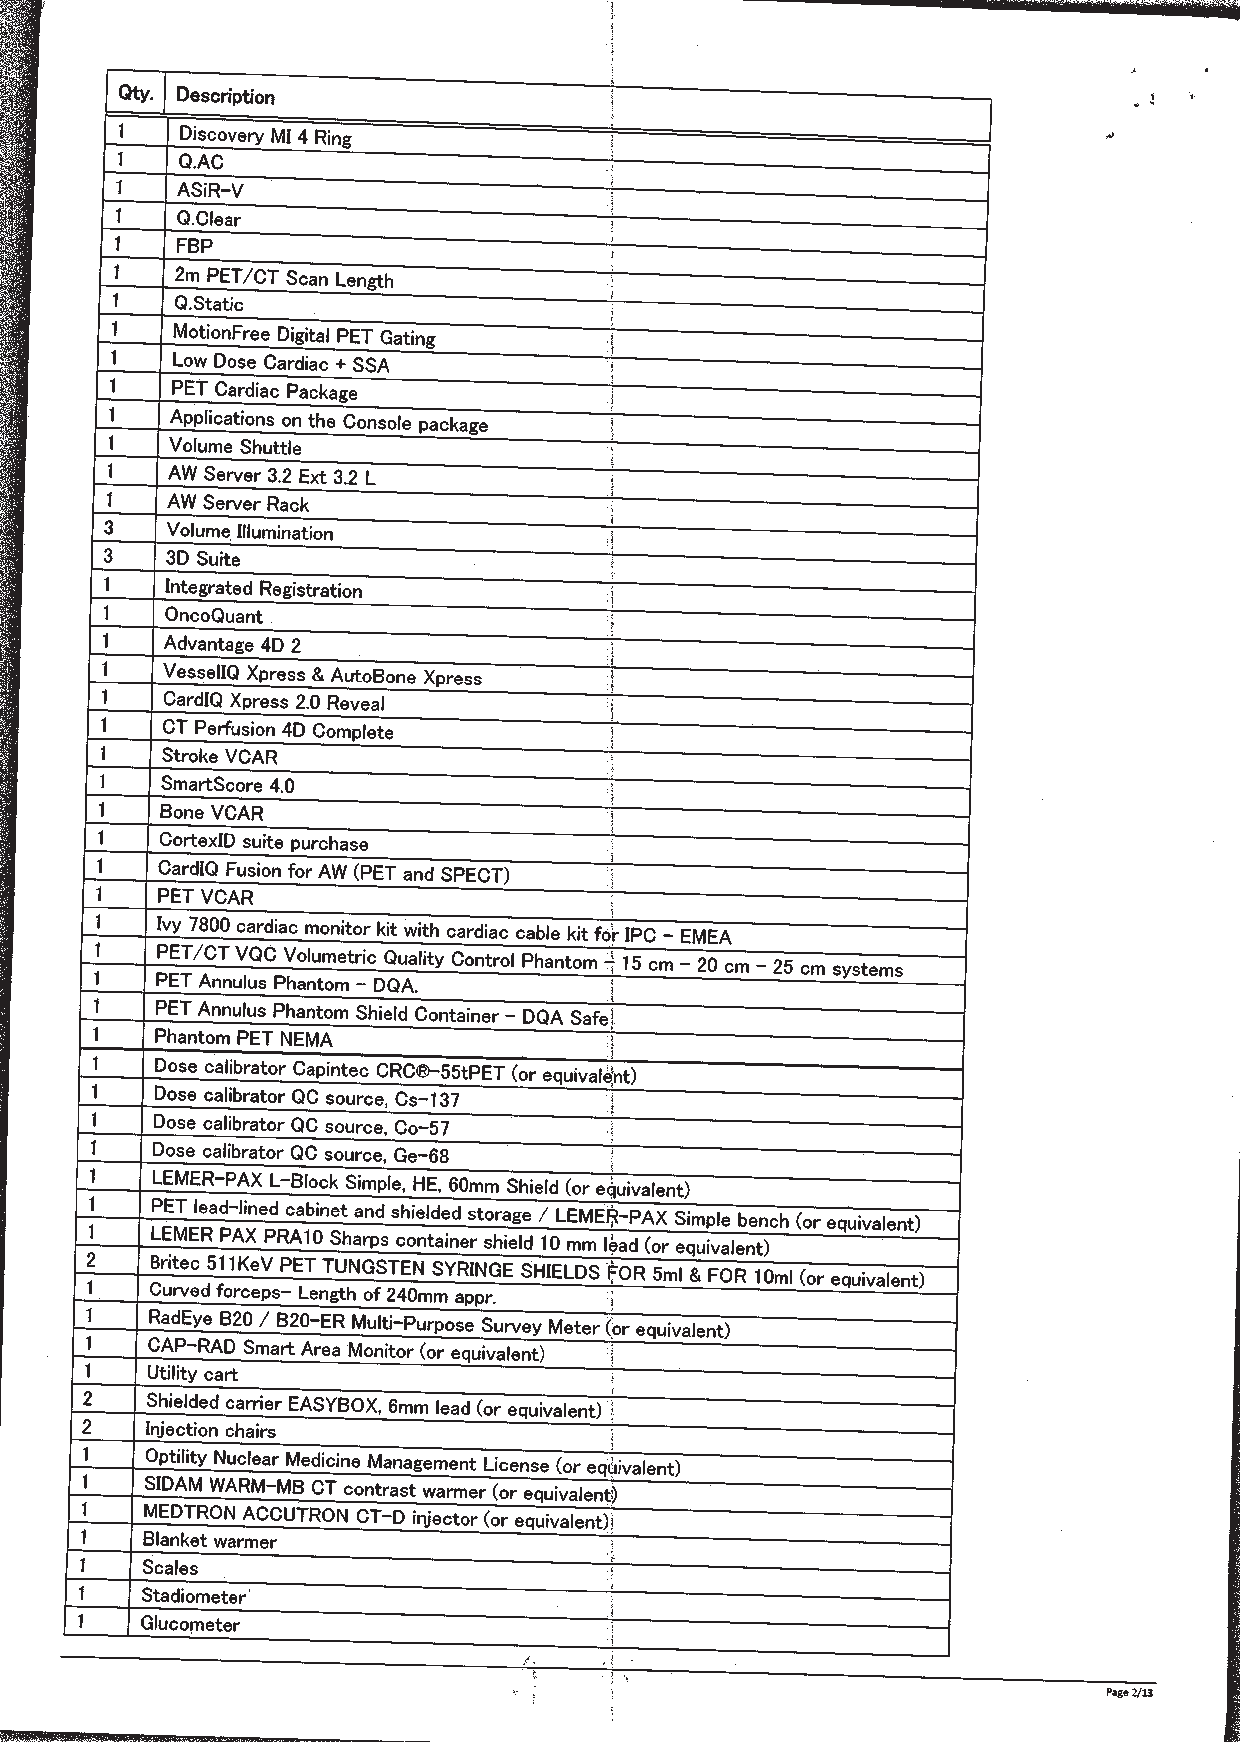 Qty. Description
1 Discovery MI 4 Ring
1 Q.AC
1 ASiR-V
1 Q.Clear
1 FBP
1 2m PET/CT Scan Length
1 Q.Static
1 MotionFree Digital PET Gating
1 Low Dose Cardiac + SSA
1 PET Cardiac Package
1 Applications on the Console package
1 Volume Shuttle
1 AW Server 3.2 Ext 3.2 L
1 AW Server Rack
3 Volume Illumination
3 3D Suite
1 Integrated Registration
1 OncoQuant
1 Advantage 4D 2
1 VesselIQ Xpress & AutoBone Xpress
1 CardIQ Xpress 2.0 Reveal
1 CT Perfusion 4D Complete
1 Stroke VCAR
1 SmartScore 4.0
1 Bone VCAR
1 CortexID suite purchase
1 CardIQ Fusion for AW (PET and SPECT)
1 PET VCAR
1 Ivy 7800 cardiac monitor kit with cardiac cable kit for IPC - EMEA
1 PET/CT VQC Volumetric Quality Control Phantom - 15 cm - 20 cm - 25 cm systems
1 PET Annulus Phantom - DQA.
1 PET Annulus Phantom Shield Container - DQA Safe
1 Phantom PET NEMA
1 Dose calibrator Capintec CRC®-55tPET (or equivalent)
1 Dose calibrator QC source, Cs-137
1 Dose calibrator QC source, Co-57
1 Dose calibrator QC source, Ge-68
1 LEMER-PAX L-Block Simple, HE, 60mm Shield (or equivalent)
1 PET lead-lined cabinet and shielded storage / LEMER-PAX Simple bench (or equivalent)
1 LEMER PAX PRA10 Sharps container shield 10 mm lead (or equivalent)
2 Britec 511KeV PET TUNGSTEN SYRINGE SHIELDS FOR 5ml & FOR 10ml (or equivalent)
1 Curved forceps- Length of 240mm appr.
1 RadEye B20 / B20-ER Multi-Purpose Survey Meter (or equivalent)
1 CAP-RAD Smart Area Monitor (or equivalent)
1 Utility cart
2 Shielded carrier EASYBOX, 6mm lead (or equivalent)
2 Injection chairs
1 Optility Nuclear Medicine Management License (or equivalent)
1 SIDAM WARM-MB CT contrast warmer (or equivalent)
1 MEDTRON ACCUTRON CT-D injector (or equivalent)
1 Blanket warmer
1 Scales
1 Stadiometer
1 Glucometer
Page 2/13